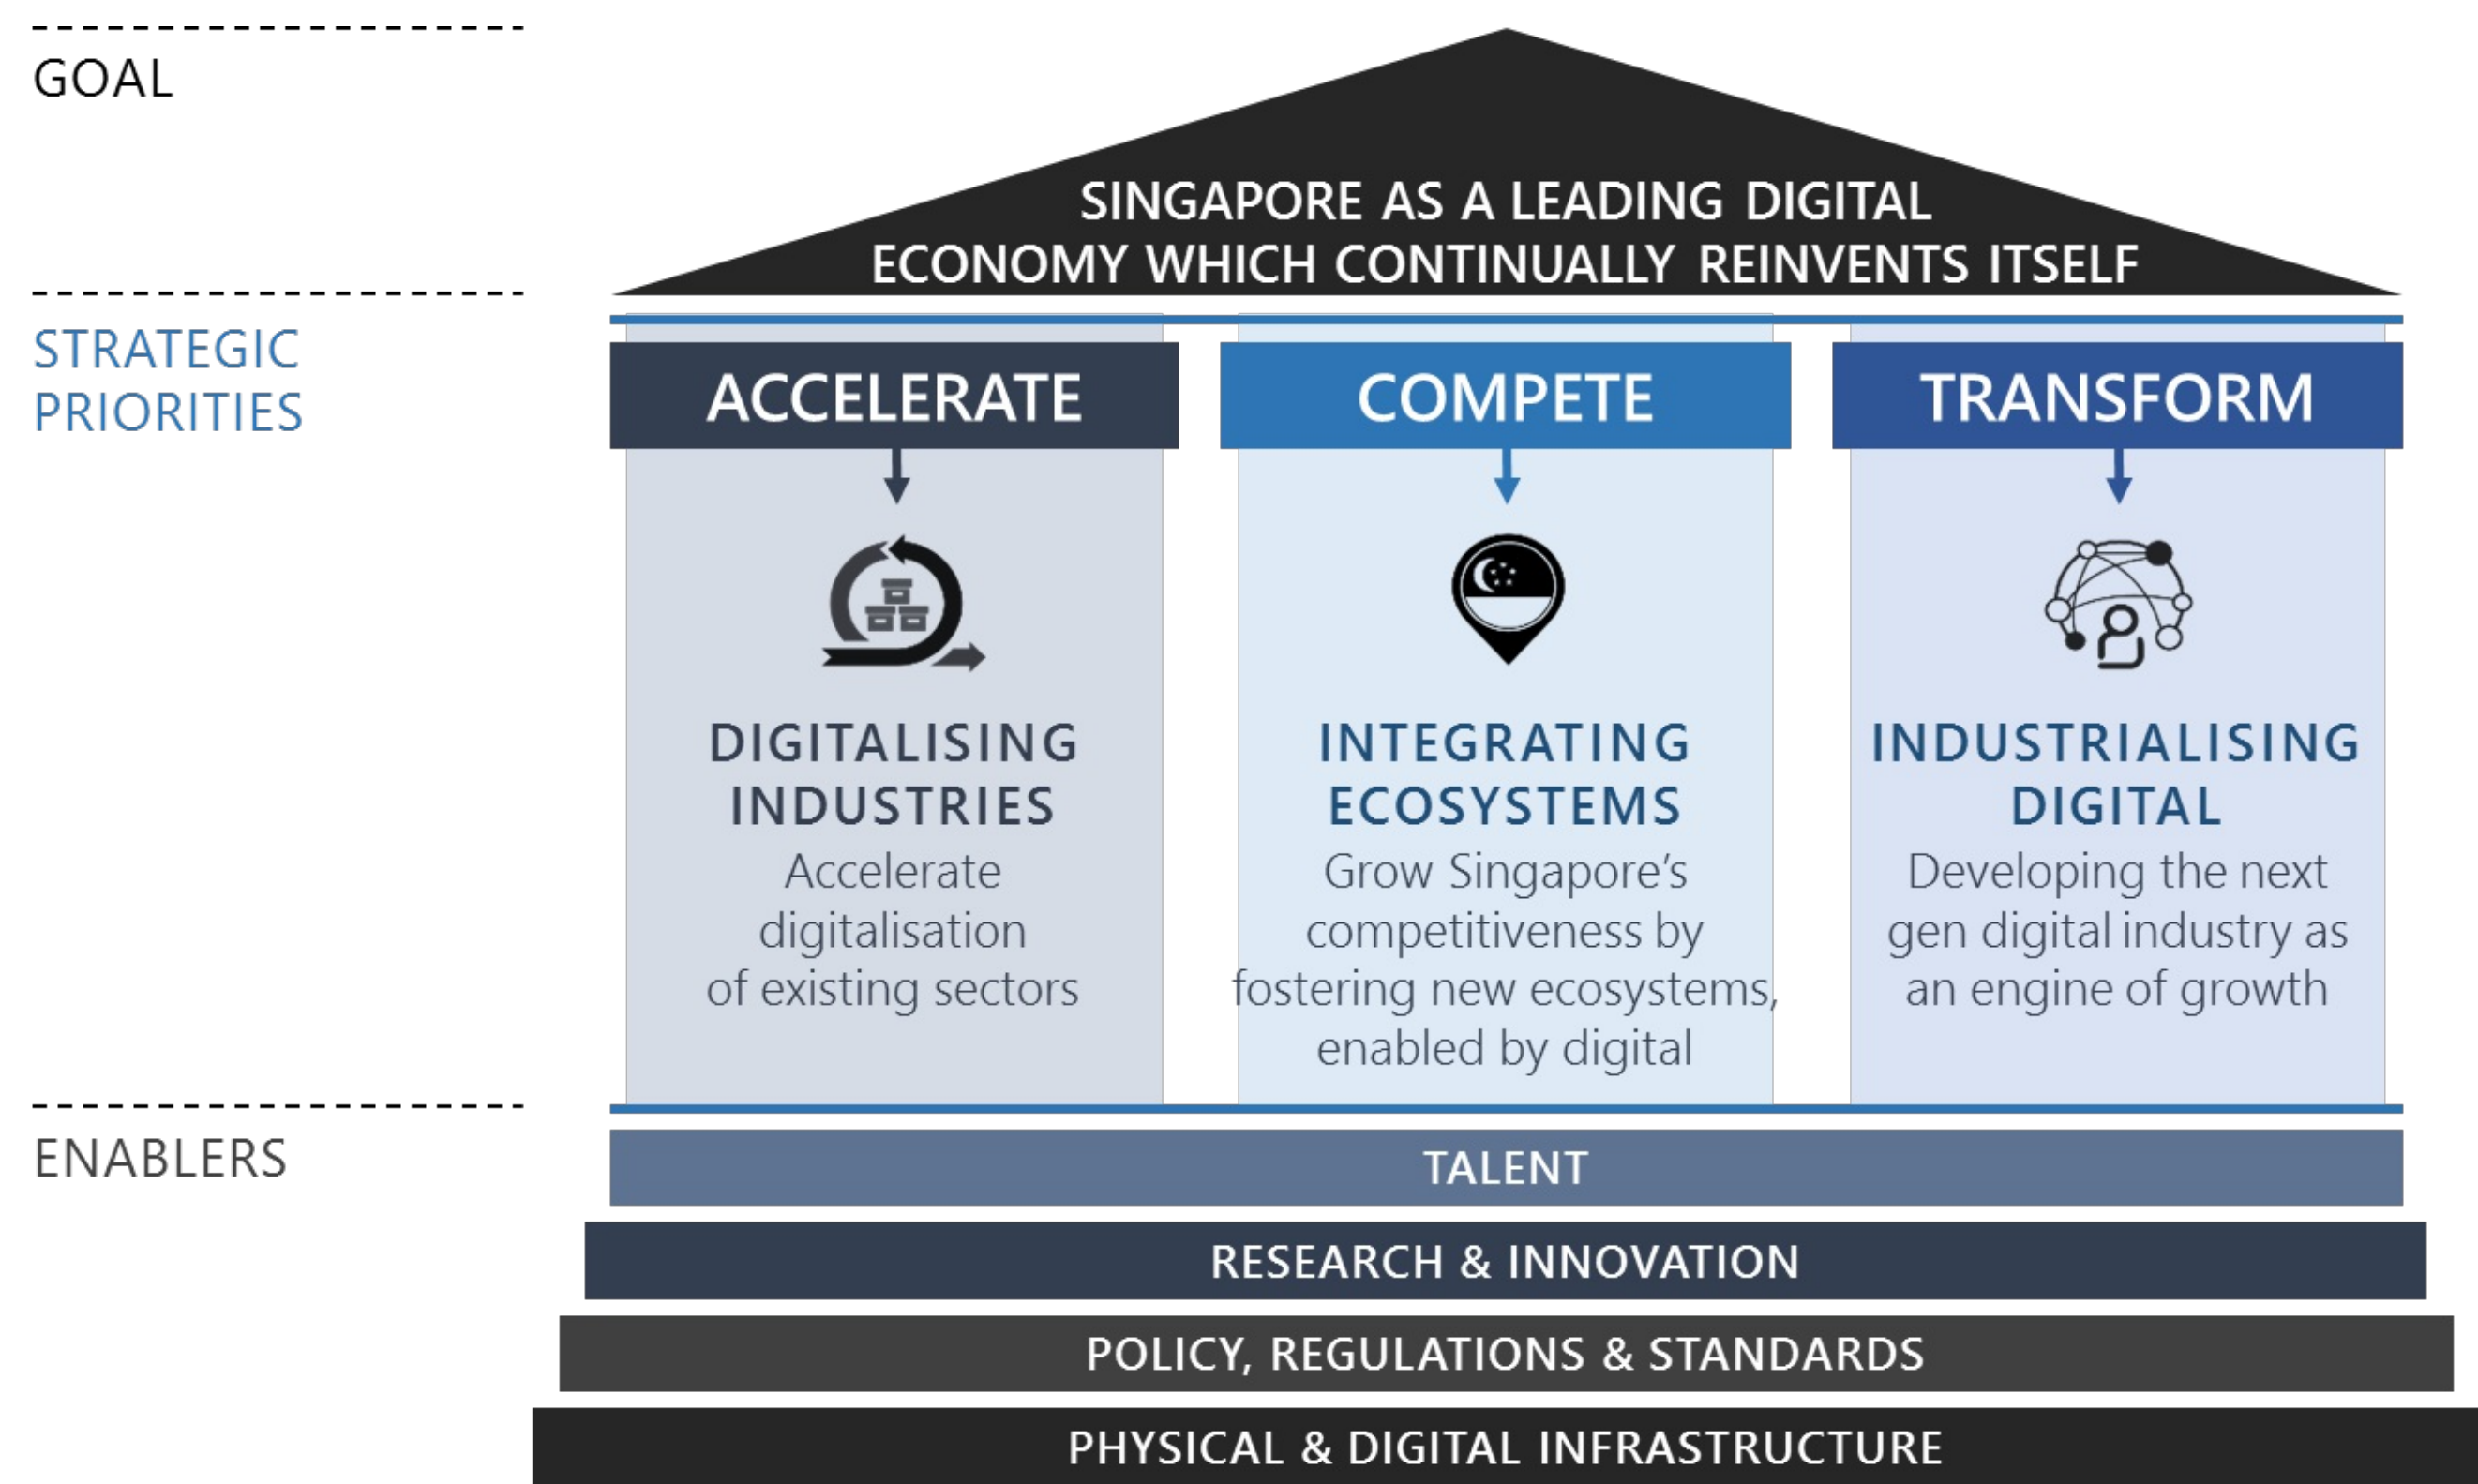 GOAL
SINGAPORE AS A LEADING DIGITAL
ECONOMY WHICH CONTINUALLY REINVENTS ITSELF
STRATEGIC
PRIORITIES
ACCELERATE
DIGITALISING
INDUSTRIES
Accelerate
digitalisation
of existing sectors
COMPETE
INTEGRATING
ECOSYSTEMS
Grow Singapore’s
competitiveness by
fostering new ecosystems,
enabled by digital
TRANSFORM
INDUSTRIALISING
DIGITAL
Developing the next
gen digital industry as
an engine of growth
ENABLERS
TALENT
RESEARCH & INNOVATION
POLICY, REGULATIONS & STANDARDS
PHYSICAL & DIGITAL INFRASTRUCTURE